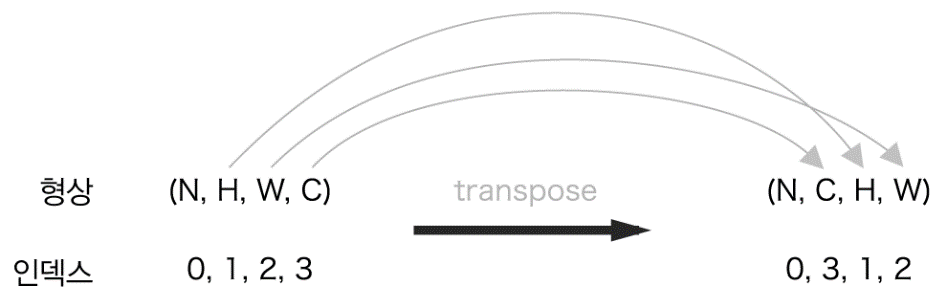 형상 (N, H, W, C) transpose (N, C, H, W)
인덱스 0, 1, 2, 3 0, 3, 1, 2